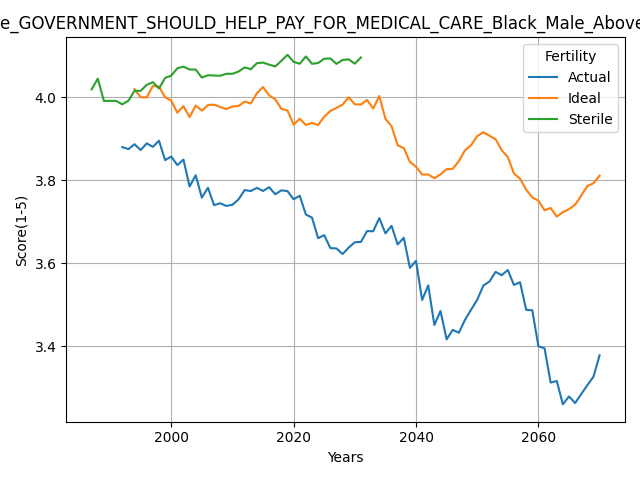 e_GOVERNMENT_SHOULD_HELP_PAY_FOR_MEDICAL_CARE_Black_Male_Above
Fertility
Actual
Ideal
Sterile
Score(1-5)
4.0
3.8
3.6
3.4
2000 2020 2040 2060
Years